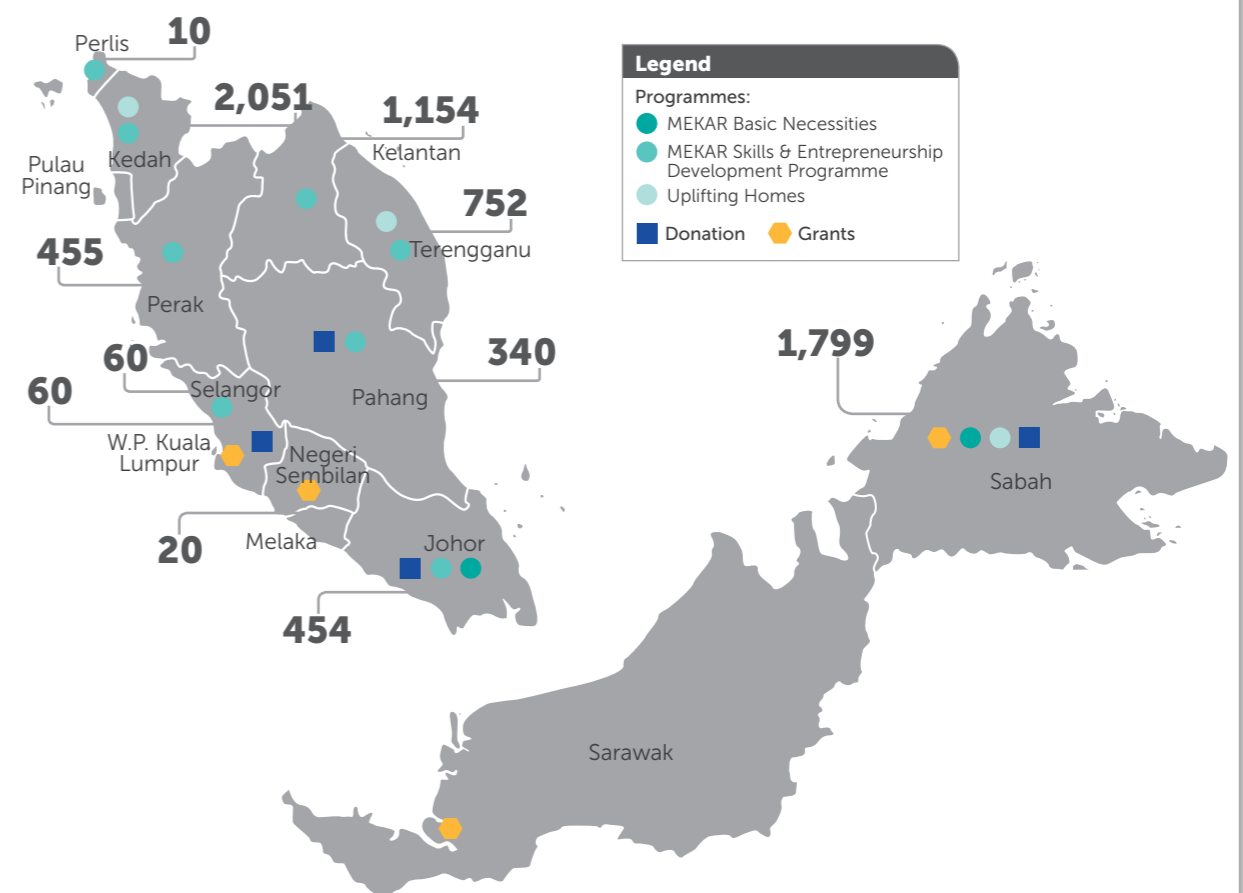 Perlis
10
2,051
1,154
Kelantan
Pulau
Pinang
Kedah
752
Terengganu
455
Perak
340
Pahang
60
Selangor
60
W.P. Kuala
Lumpur
Negeri
Sembilan
20
Melaka
Johor
454
Legend
Programmes:
MEKAR Basic Necessities
MEKAR Skills & Entrepreneurship
Development Programme
Uplifting Homes
Donation Grants
1,799
Sabah
Sarawak